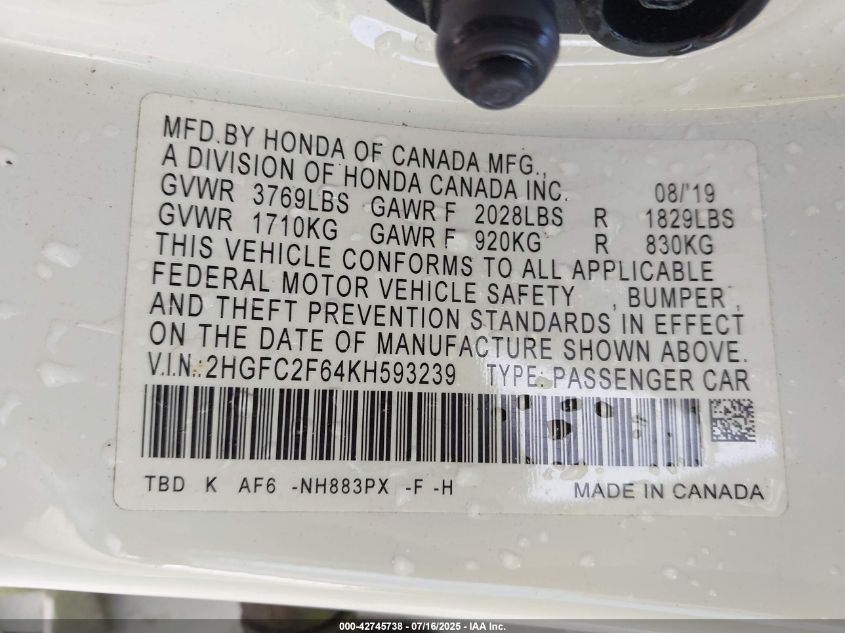 MFD.BY HONDA OF CANADA MFG.,
A DIVISION OF HONDA CANADA INC. 08/'19
GVWR 3769LBS GAWR F 2028LBS R 1829LBS
GVWR 1710KG GAWR F 920KG R 830KG
THIS VEHICLE CONFORMS TO ALL APPLICABLE
FEDERAL MOTOR VEHICLE SAFETY , BUMPER ,
AND THEFT PREVENTION STANDARDS IN EFFECT
ON THE DATE OF MANUFACTURE SHOWN ABOVE.
V.I.N.:2HGFC2F64KH593239 TYPE: PASSENGER CAR
TBD K AF6 -NH883PX -F -H MADE IN CANADA
000-42745738 - 07/16/2025 - IAA Inc.